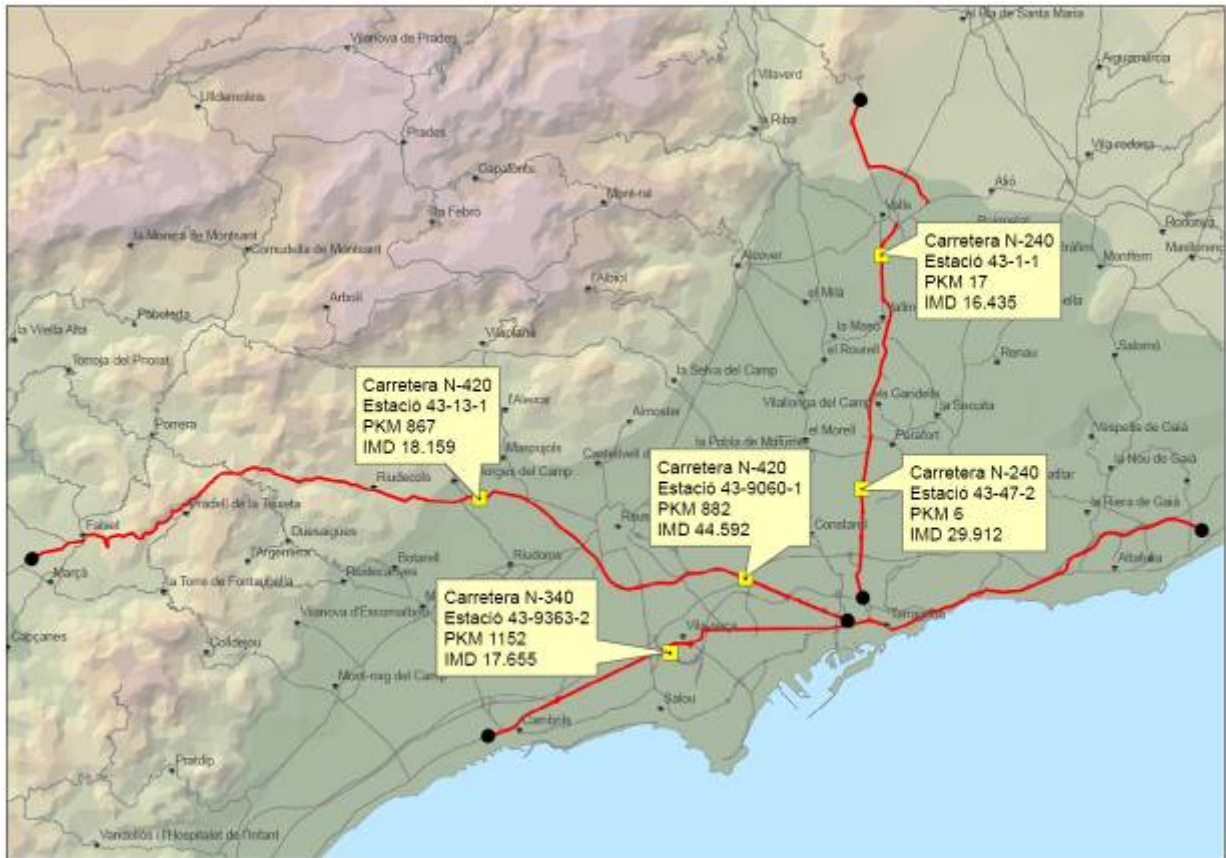 el Pla de Santa Maria
Vilanova de Prades
Vilaverd
Aiguamúrcia
Ulldemolins
la Riba
Prades
Vila-rodona
Capafonts
Alió
Mont-ral
Valls
la Febró
Puigpelat
Rodonyà
la Morera de Montsant
Cornudella de Montsant
Masllorenç
Montferri
Alcover
Carretera N-240
Estació 43-1-1
PKM 17
IMD 16.435
l'Albiol
el Milà
Arbolí
Poboleda
la Vilella Alta
Vilaplana
la Masó
el Rourell
Renau
Salomó
Torroja del Priorat
la Selva del Camp
Carretera N-420
Estació 43-13-1
PKM 867
IMD 18.159
Vilallonga del Camp
la Secuita
l'Aleixar
Almoster
Porrera
el Morell
Perafort
Vespella de Gaià
Maspujols
la Pobla de Mafumet
Carretera N-420
Estació 43-9060-1
PKM 882
IMD 44.592
Carretera N-240
Estació 43-47-2
PKM 6
IMD 29.912
la Nou de Gaià
Riudecols
la Riera de Gaià
Pradell de la Teixeta
Falset
Duesaigües
Constantí
l'Argentera
Botarell
Riudoms
Altafulla
Marçà
Riudecanyes
la Torre de Fontaubella
Carretera N-340
Estació 43-9363-2
PKM 1152
IMD 17.655
Tarragona
Capçanes
Colldejou
Vila-seca
Mont-roig del Camp
Salou
Cambrils
Pratdip
Vandellòs i l'Hospitalet de l'Infant